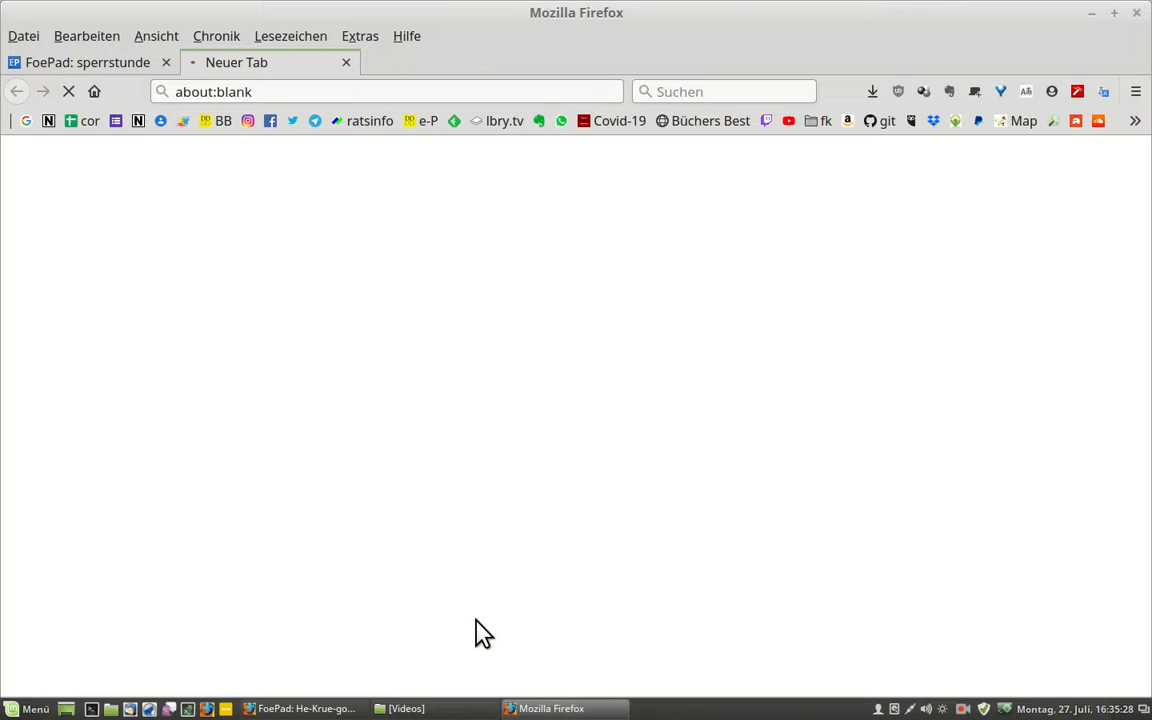 Mozilla Firefox
Datei Bearbeiten Ansicht Chronik Lesezeichen Extras Hilfe
EP FoePad: sperrstunde Neuer Tab
about:blank Suchen
cor BB ratsinfo e-P lbry.tv Covid-19 Büchers Best fk git Map
Menü FoePad: He-Krue-go... [Videos] Mozilla Firefox Montag, 27. Juli, 16:35:28